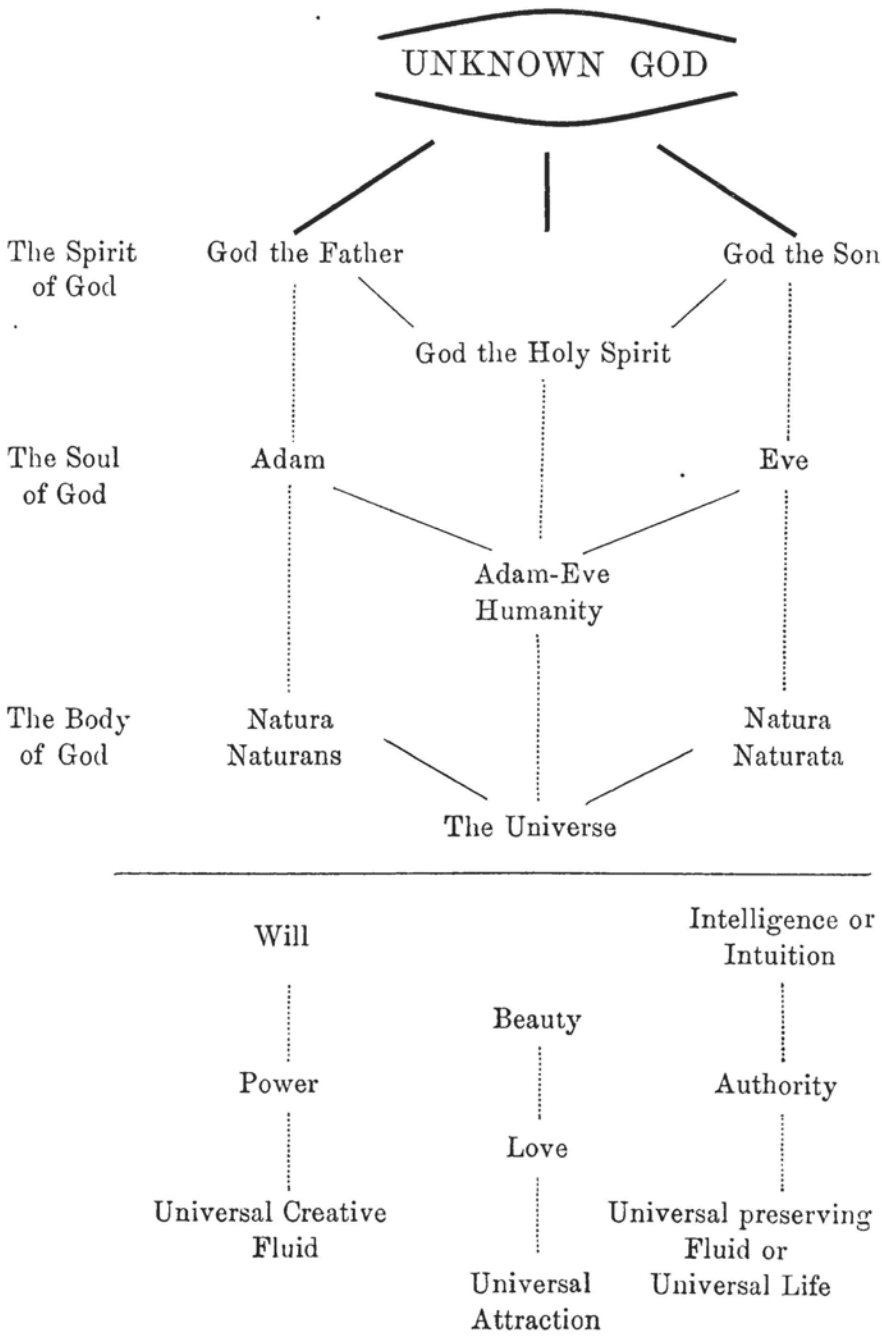 UNKNOWN GOD
The Spirit
of God
God the Father
God the Son
God the Holy Spirit
The Soul
of God
Adam
Eve
Adam-Eve
Humanity
The Body
of God
Natura
Naturans
Natura
Naturata
The Universe
Will
Intelligence or
Intuition
Beauty
Power
Authority
Love
Universal Creative
Fluid
Universal preserving
Fluid or
Universal Life
Universal
Attraction